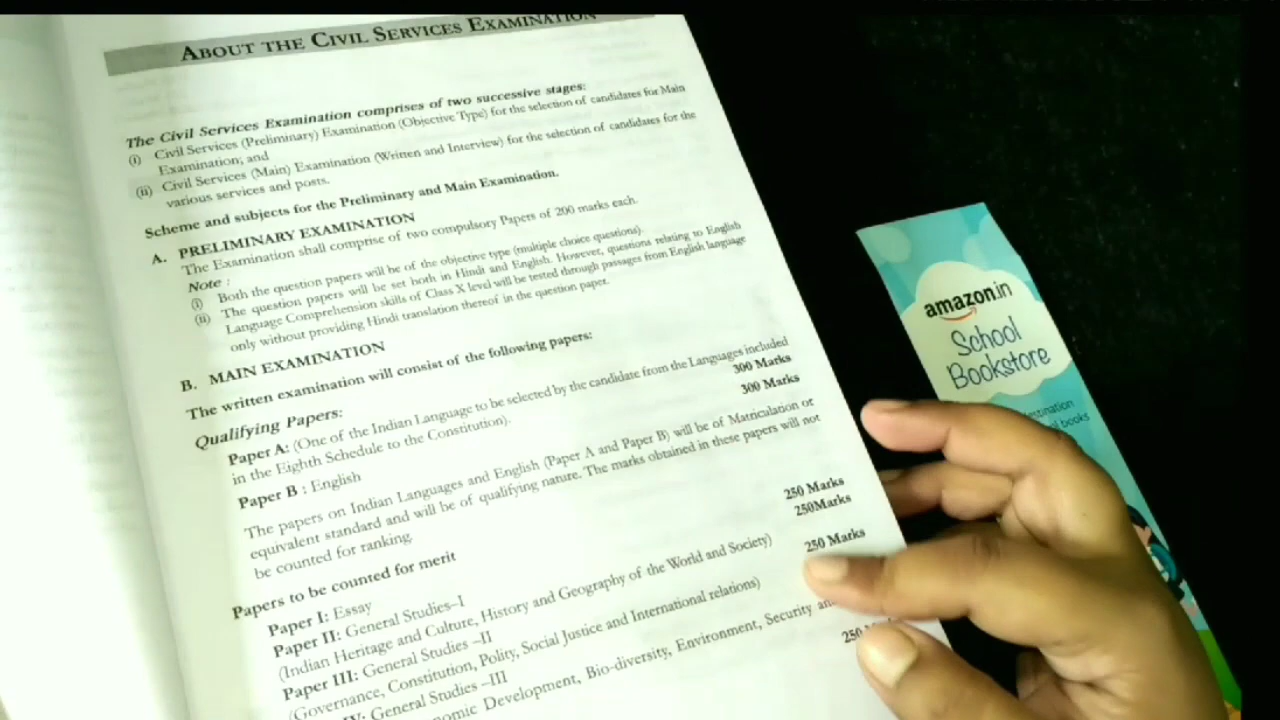 ABOUT THE CIVIL SERVICES EXAMINATION
The Civil Services Examination comprises of two successive stages:
(i) Civil Services (Preliminary) Examination (Objective Type) for the selection of candidates for Main
Examination; and
(ii) Civil Services (Main) Examination (Written and Interview) for the selection of candidates for the
various services and posts.
Scheme and subjects for the Preliminary and Main Examination.
A. PRELIMINARY EXAMINATION
The Examination shall comprise of two compulsory Papers of 200 marks each.
Note :
(i) Both the question papers will be of the objective type (multiple choice questions).
(ii) The question papers will be set both in Hindi and English. However, questions relating to English
Language Comprehension skills of Class X level will be tested through passages from English language
only without providing Hindi translation thereof in the question paper.
B. MAIN EXAMINATION
The written examination will consist of the following papers:
Qualifying Papers:
Paper A: (One of the Indian Language to be selected by the candidate from the Languages included
in the Eighth Schedule to the Constitution). 300 Marks
Paper B : English 300 Marks
The papers on Indian Languages and English (Paper A and Paper B) will be of Matriculation or
equivalent standard and will be of qualifying nature. The marks obtained in these papers will not
be counted for ranking.
Papers to be counted for merit
Paper I: Essay 250 Marks
Paper II: General Studies–I 250Marks
(Indian Heritage and Culture, History and Geography of the World and Society)
Paper III: General Studies –II 250 Marks
(Governance, Constitution, Polity, Social Justice and International relations)
IV: General Studies –III 250
Development, Bio-diversity, Environment, Security
amazon.in
School
Bookstore
books